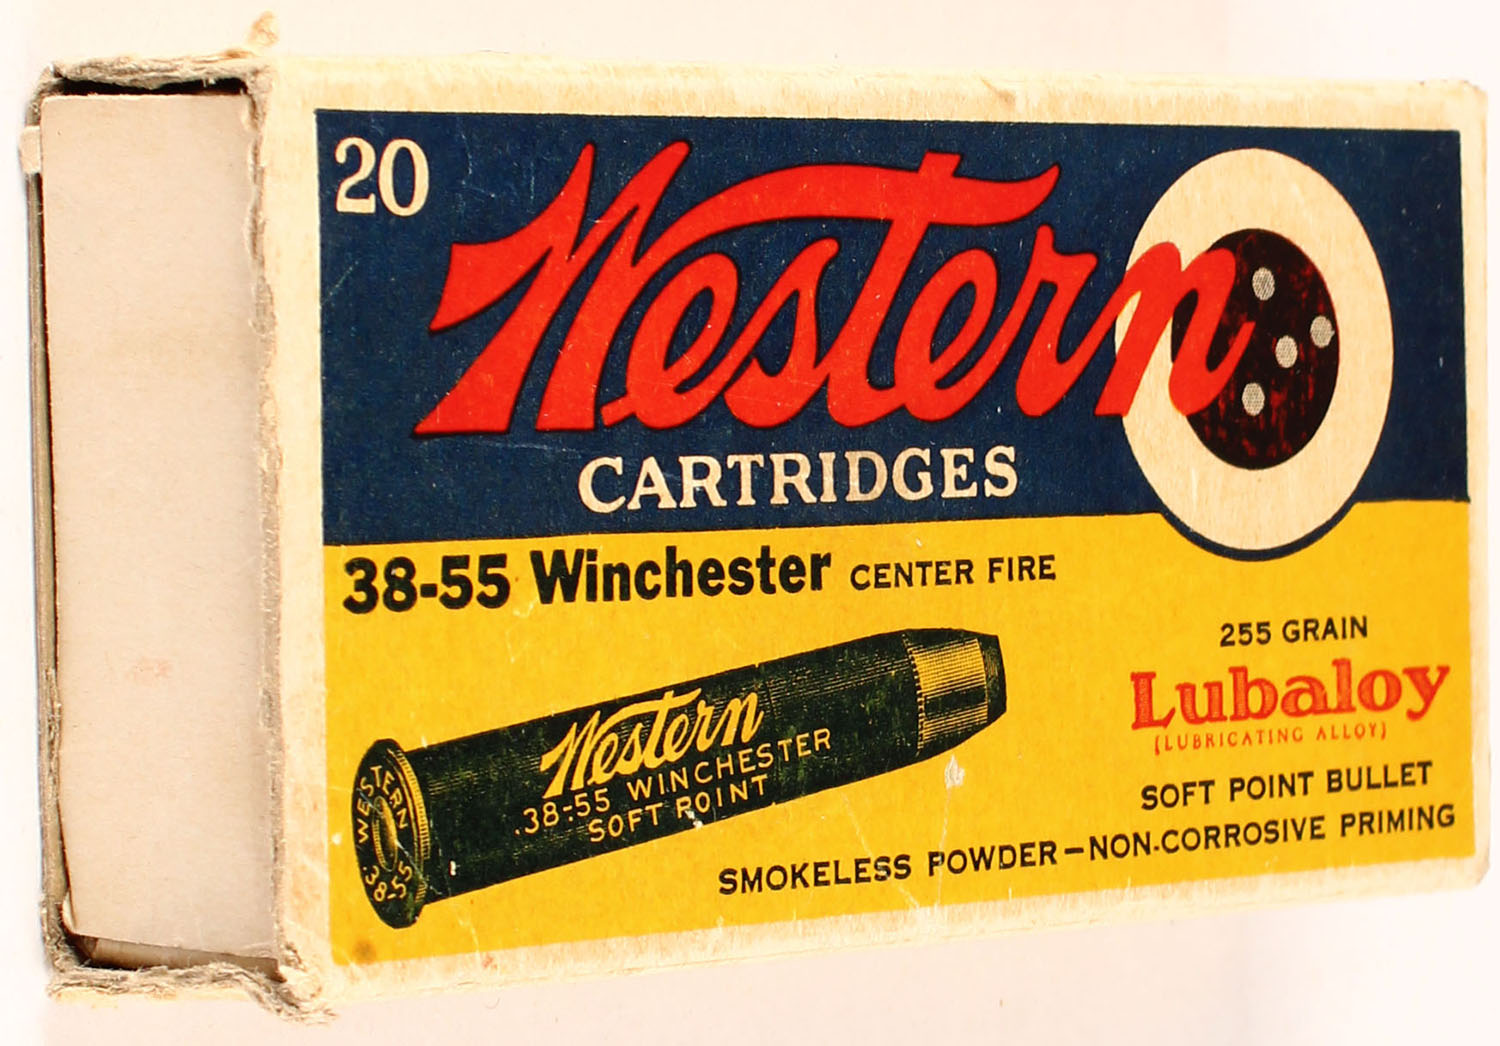 20
Western
CARTRIDGES
38-55 Winchester CENTER FIRE
255 GRAIN
Lubaloy
[LUBRICATING ALLOY]
SOFT POINT BULLET
SMOKELESS POWDER-NON-CORROSIVE PRIMING
Western
.38-55 WINCHESTER
SOFT POINT
WESTERN
.38-55